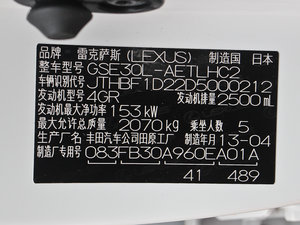 品牌 雷克萨斯(LEXUS) 制造国 日本
整车型号 GSE30L-AETLHC2
车辆识别代号 JTHBF1D22D5000212
发动机型号 4GR 发动机排量 2500 mL
发动机最大净功率 153 kW
最大允许总质量 2070 kg 乘坐人数 5
生产厂名 丰田汽车公司田原工厂 制造年月 13-04
制造厂专用号 083FB30A960EA01A
41 489